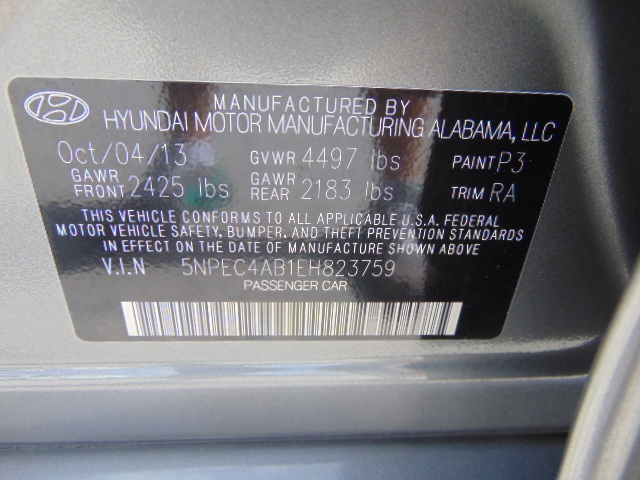 MANUFACTURED BY
HYUNDAI MOTOR MANUFACTURING ALABAMA, LLC
Oct/04/13 GVWR 4497 lbs PAINT P3
GAWR FRONT 2425 lbs GAWR REAR 2183 lbs TRIM RA
THIS VEHICLE CONFORMS TO ALL APPLICABLE U.S.A. FEDERAL
MOTOR VEHICLE SAFETY, BUMPER, AND THEFT PREVENTION STANDARDS
IN EFFECT ON THE DATE OF MANUFACTURE SHOWN ABOVE.
V.I.N 5NPEC4AB1EH823759
PASSENGER CAR